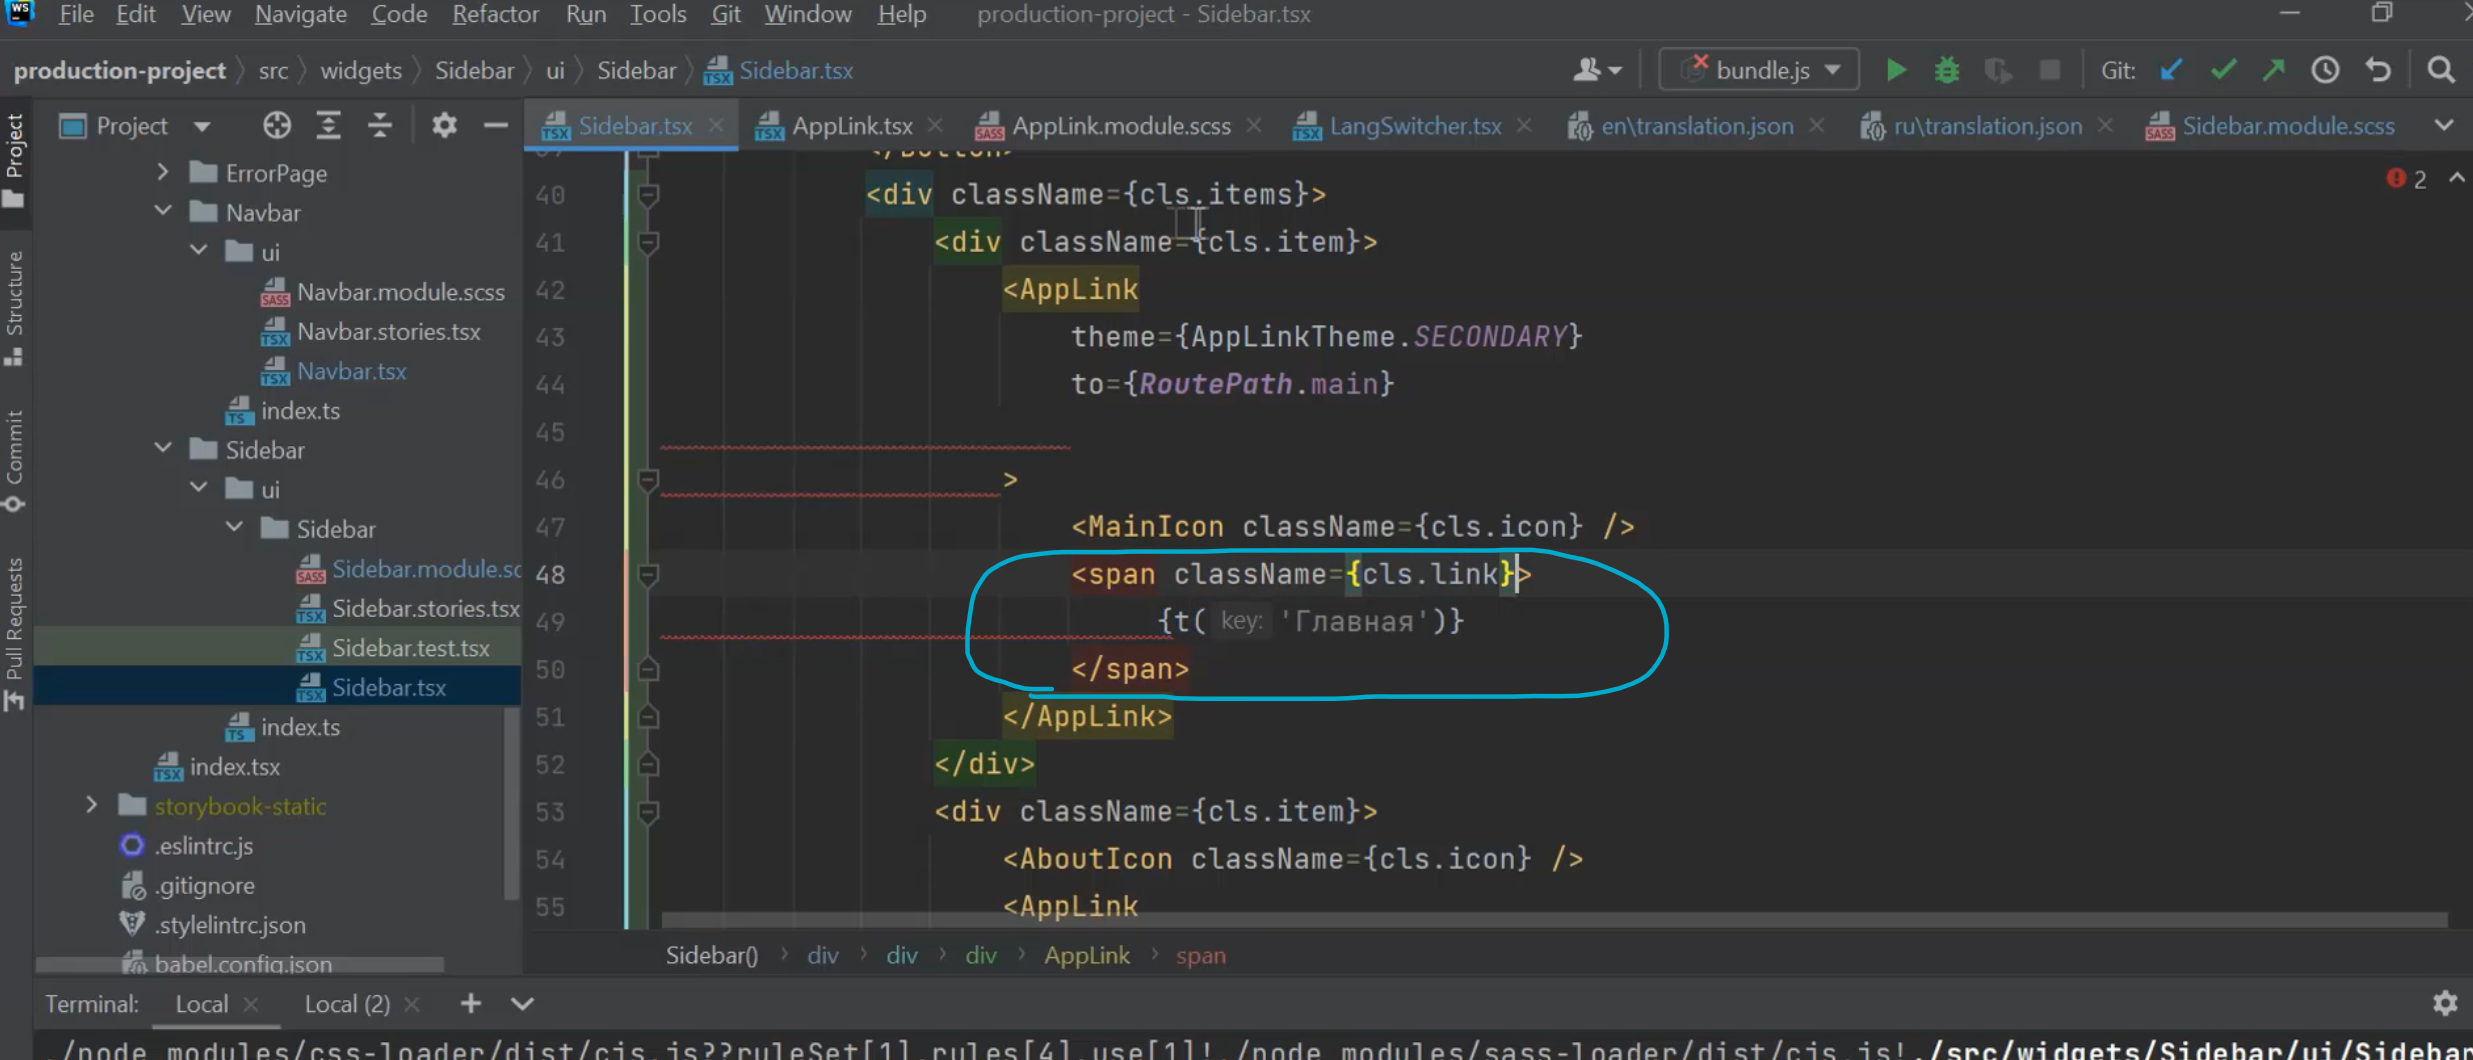 WS File Edit View Navigate Code Refactor Run Tools Git Window Help production-project - Sidebar.tsx
production-project src widgets Sidebar ui Sidebar Sidebar.tsx bundle.js Git:
Project Sidebar.tsx AppLink.tsx AppLink.module.scss LangSwitcher.tsx en\translation.json ru\translation.json Sidebar.module.scss
Project
Structure
Commit
Pull Requests
ErrorPage
Navbar
ui
Navbar.module.scss
Navbar.stories.tsx
Navbar.tsx
index.ts
Sidebar
ui
Sidebar
Sidebar.module.sc
Sidebar.stories.tsx
Sidebar.test.tsx
Sidebar.tsx
index.ts
index.tsx
storybook-static
.eslintrc.js
.gitignore
.stylelintrc.json
babel.config.json
39 </Button>
40 <div className={cls.items}>
41 <div className={cls.item}>
42 <AppLink
43 theme={AppLinkTheme.SECONDARY}
44 to={RoutePath.main}
45
46 >
47 <MainIcon className={cls.icon} />
48 <span className={cls.link}>
49 {t( key: 'Главная')}
50 </span>
51 </AppLink>
52 </div>
53 <div className={cls.item}>
54 <AboutIcon className={cls.icon} />
55 <AppLink
2
Sidebar() div div div AppLink span
Terminal: Local Local (2)
./node_modules/css-loader/dist/cjs.js??ruleSet[1].rules[4].use[1]!./node_modules/sass-loader/dist/cjs.js!./src/widgets/Sidebar/ui/Sidebar